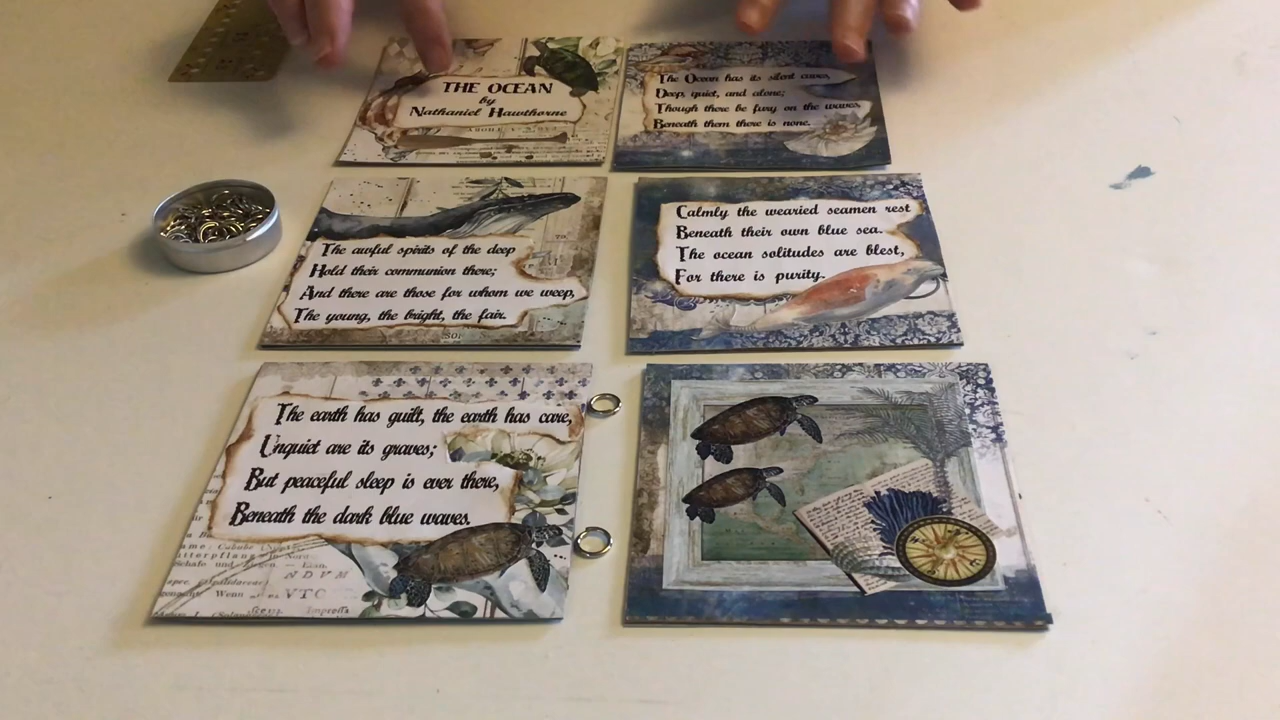 THE OCEAN
by
Nathaniel Hawthorne
The Ocean has its silent caves,
Deep, quiet, and alone;
Though there be fury on the waves,
Beneath them there is none.
The awful spirits of the deep
Hold their communion there;
And there are those for whom we weep,
The young, the bright, the fair.
Calmly the wearied seamen rest
Beneath their own blue sea.
The ocean solitudes are blest,
For there is purity.
The earth has guilt, the earth has care,
Unquiet are its graves;
But peaceful sleep is ever there,
Beneath the dark blue waves.
NDVM
VTC